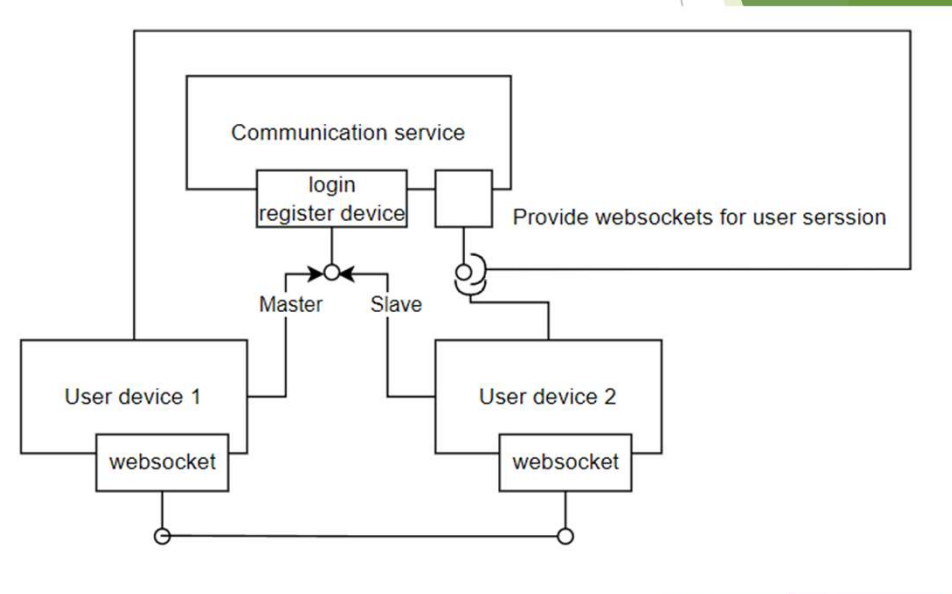 Communication service
login
register device
Provide websockets for user serssion
Master
Slave
User device 1
User device 2
websocket
websocket